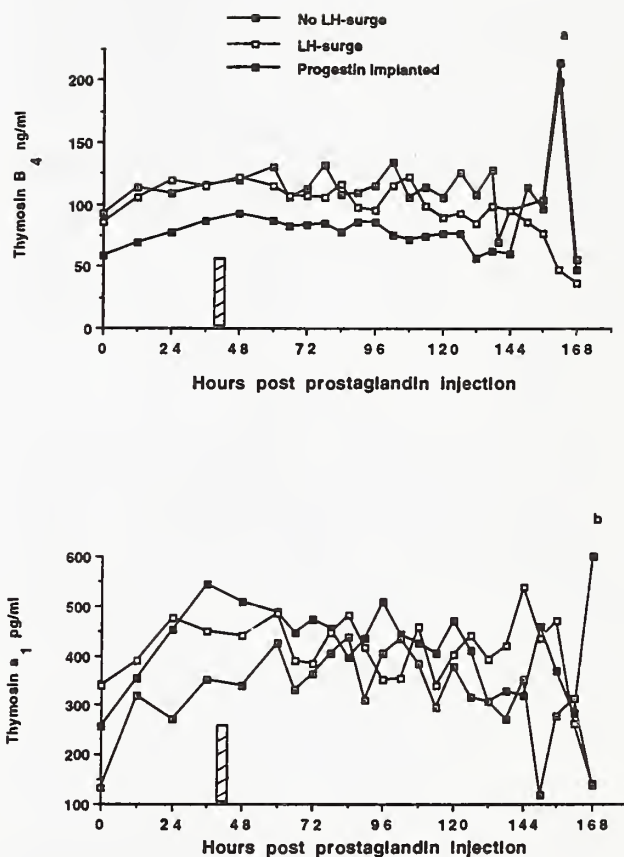 No LH-surge
LH-surge
Progestin Implanted
a
Thymosin B 4 ng/ml
200
150
100
50
0
0 24 48 72 96 120 144 168
Hours post prostaglandin injection
b
Thymosin a 1 pg/ml
600
500
400
300
200
100
0 24 48 72 96 120 144 168
Hours post prostaglandin injection